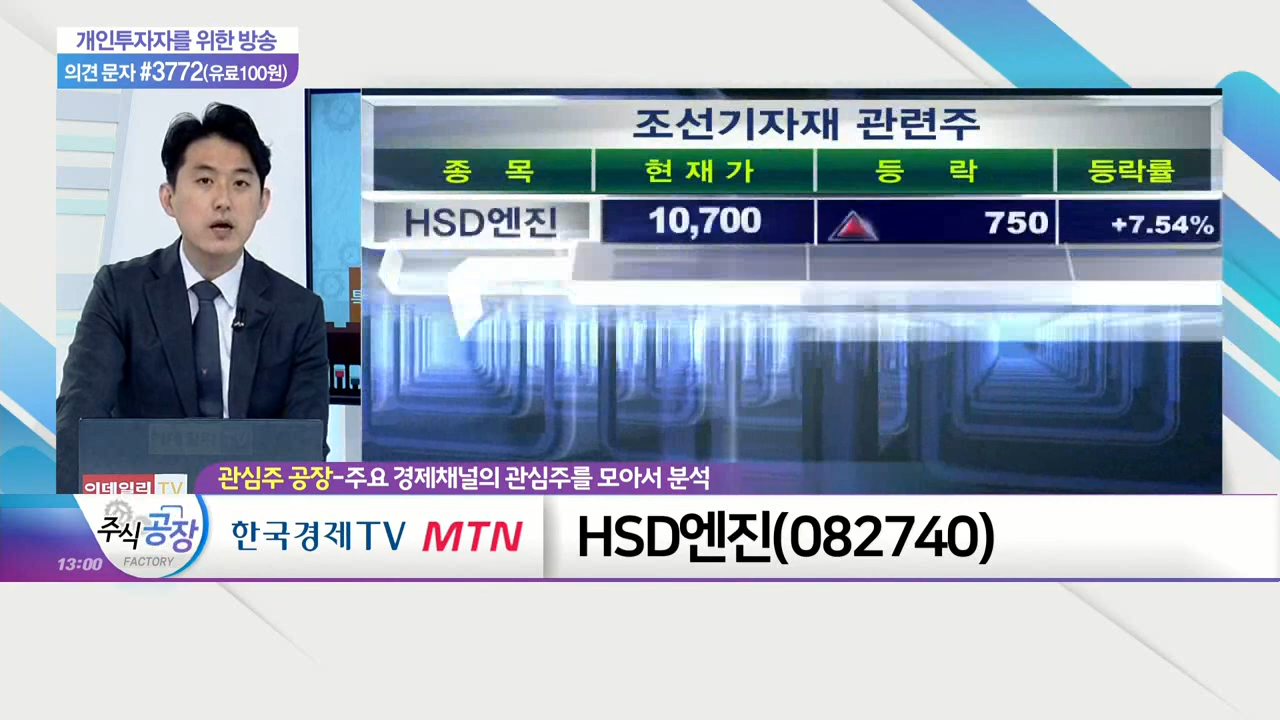 개인투자자를 위한 방송
의견 문자 #3772(유료100원)
조선기자재 관련주
종 목 현 재 가 등 락 등락률
HSD엔진 10,700 750 +7.54%
특
관심주 공장-주요 경제채널의 관심주를 모아서 분석
이데일리 TV
주식공장
FACTORY
13:00
한국경제TV MTN
HSD엔진(082740)